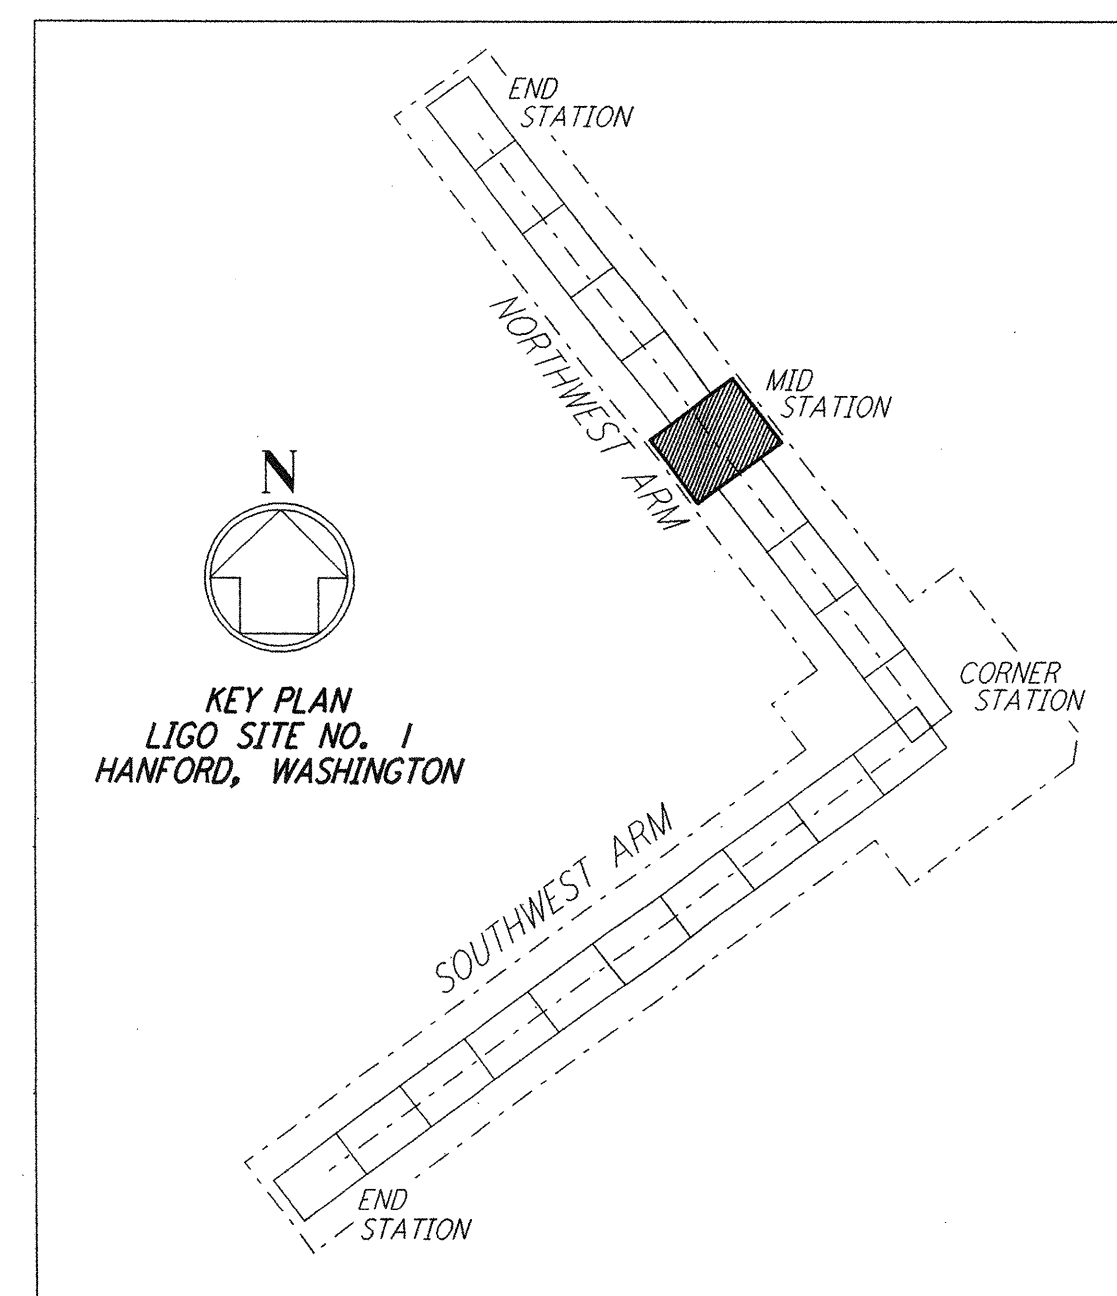 END
STATION
NORTHWEST ARM
MID
STATION
N
CORNER
STATION
KEY PLAN
LIGO SITE NO. 1
HANFORD, WASHINGTON
SOUTHWEST ARM
END
STATION